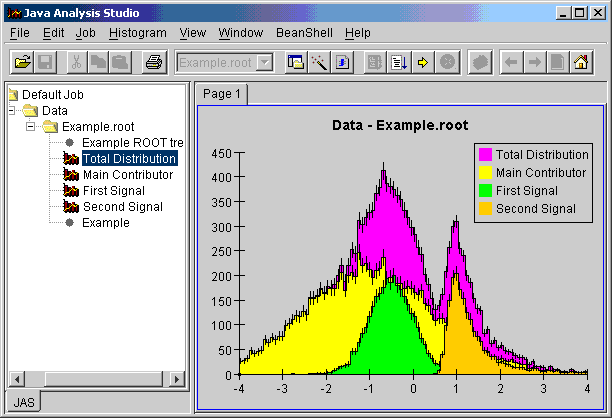 Java Analysis Studio
File Edit Job Histogram View Window BeanShell Help
Example.root
Default Job
Data
Example.root
Example ROOT tre
Total Distribution
Main Contributor
First Signal
Second Signal
Example
JAS
Page 1
Data - Example.root
Total Distribution
Main Contributor
First Signal
Second Signal
450
400
350
300
250
200
150
100
50
0
-4 -3 -2 -1 0 1 2 3 4